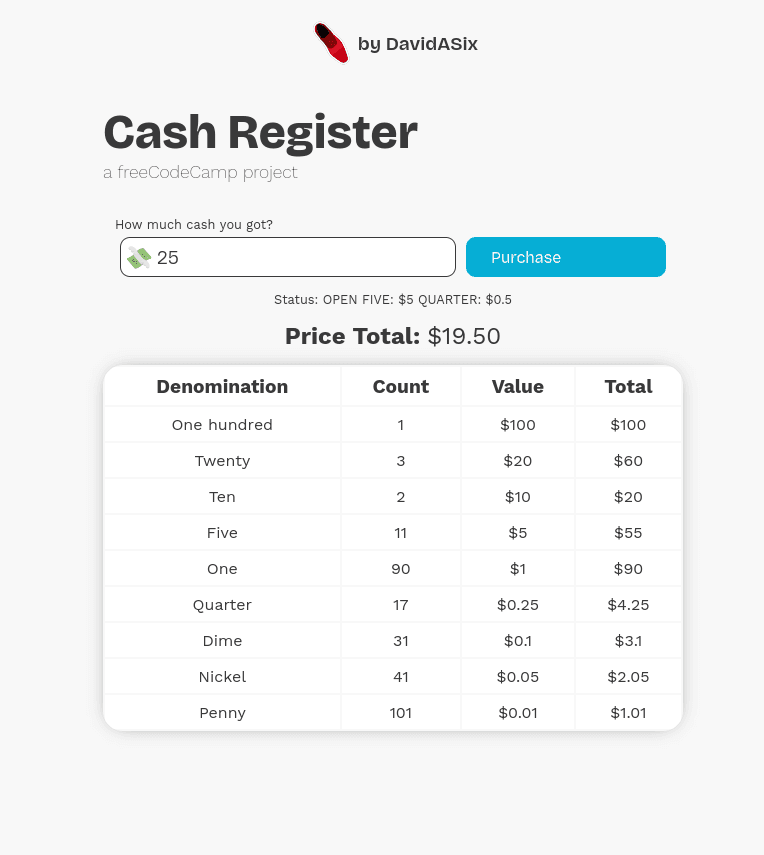 by DavidASix
Cash Register
a freeCodeCamp project
How much cash you got?
25 Purchase
Status: OPEN FIVE: $5 QUARTER: $0.5
Price Total: $19.50
Denomination Count Value Total
One hundred 1 $100 $100
Twenty 3 $20 $60
Ten 2 $10 $20
Five 11 $5 $55
One 90 $1 $90
Quarter 17 $0.25 $4.25
Dime 31 $0.1 $3.1
Nickel 41 $0.05 $2.05
Penny 101 $0.01 $1.01